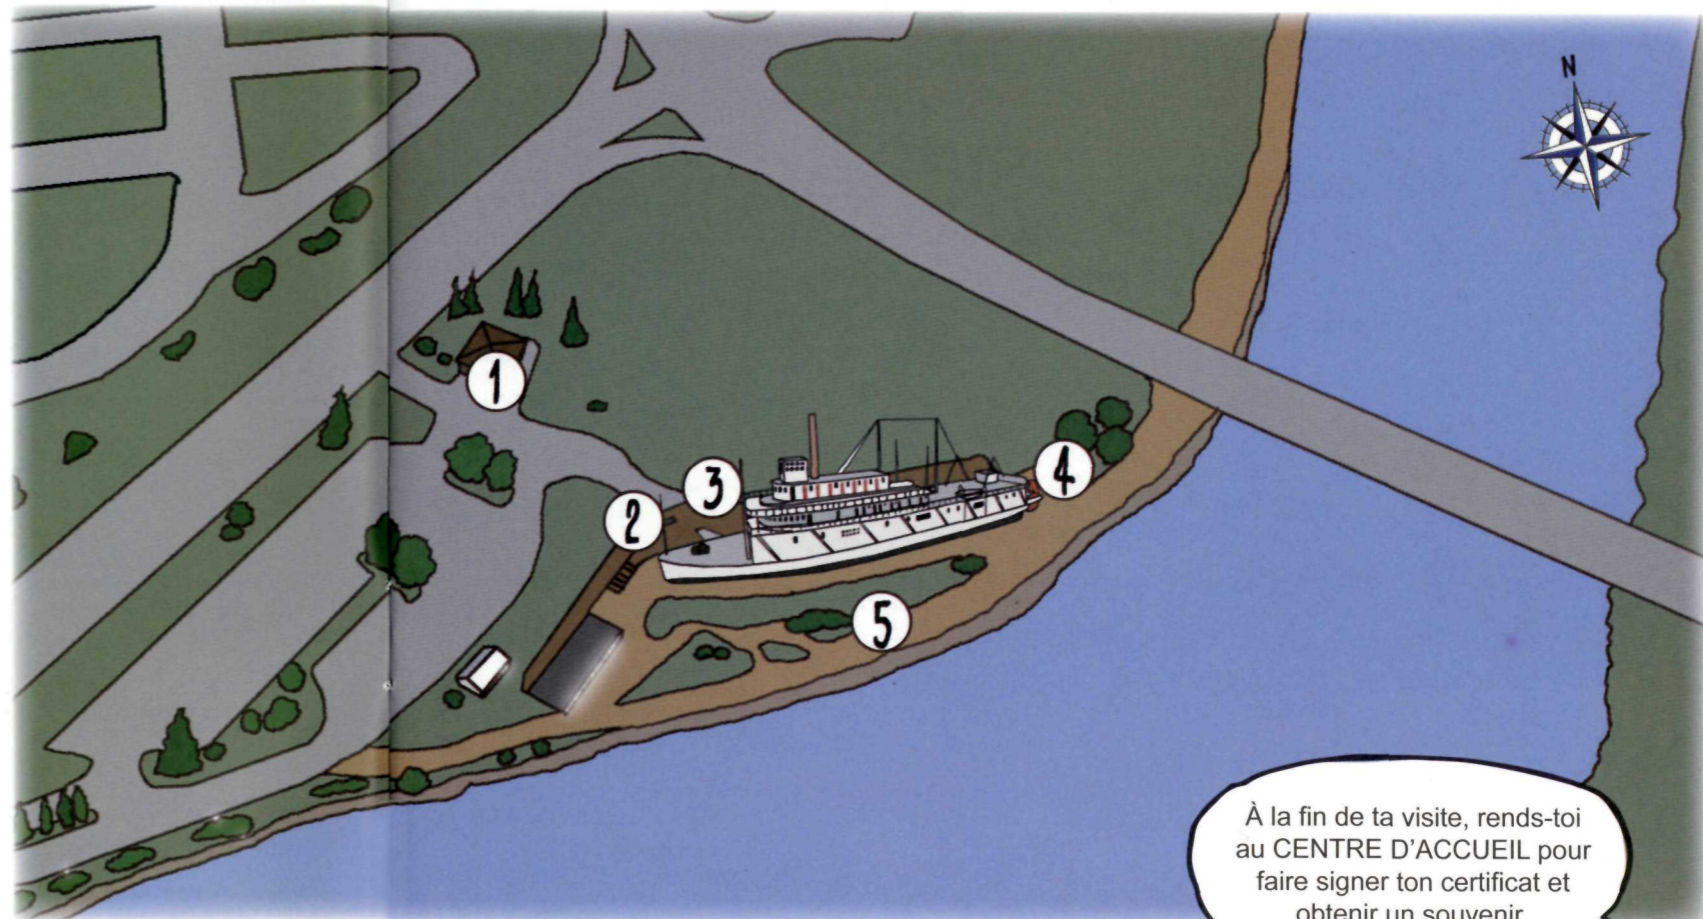 N
1
3
4
2
5
À la fin de ta visite, rends-toi
au CENTRE D'ACCUEIL pour
faire signer ton certificat et
obtenir un souvenir